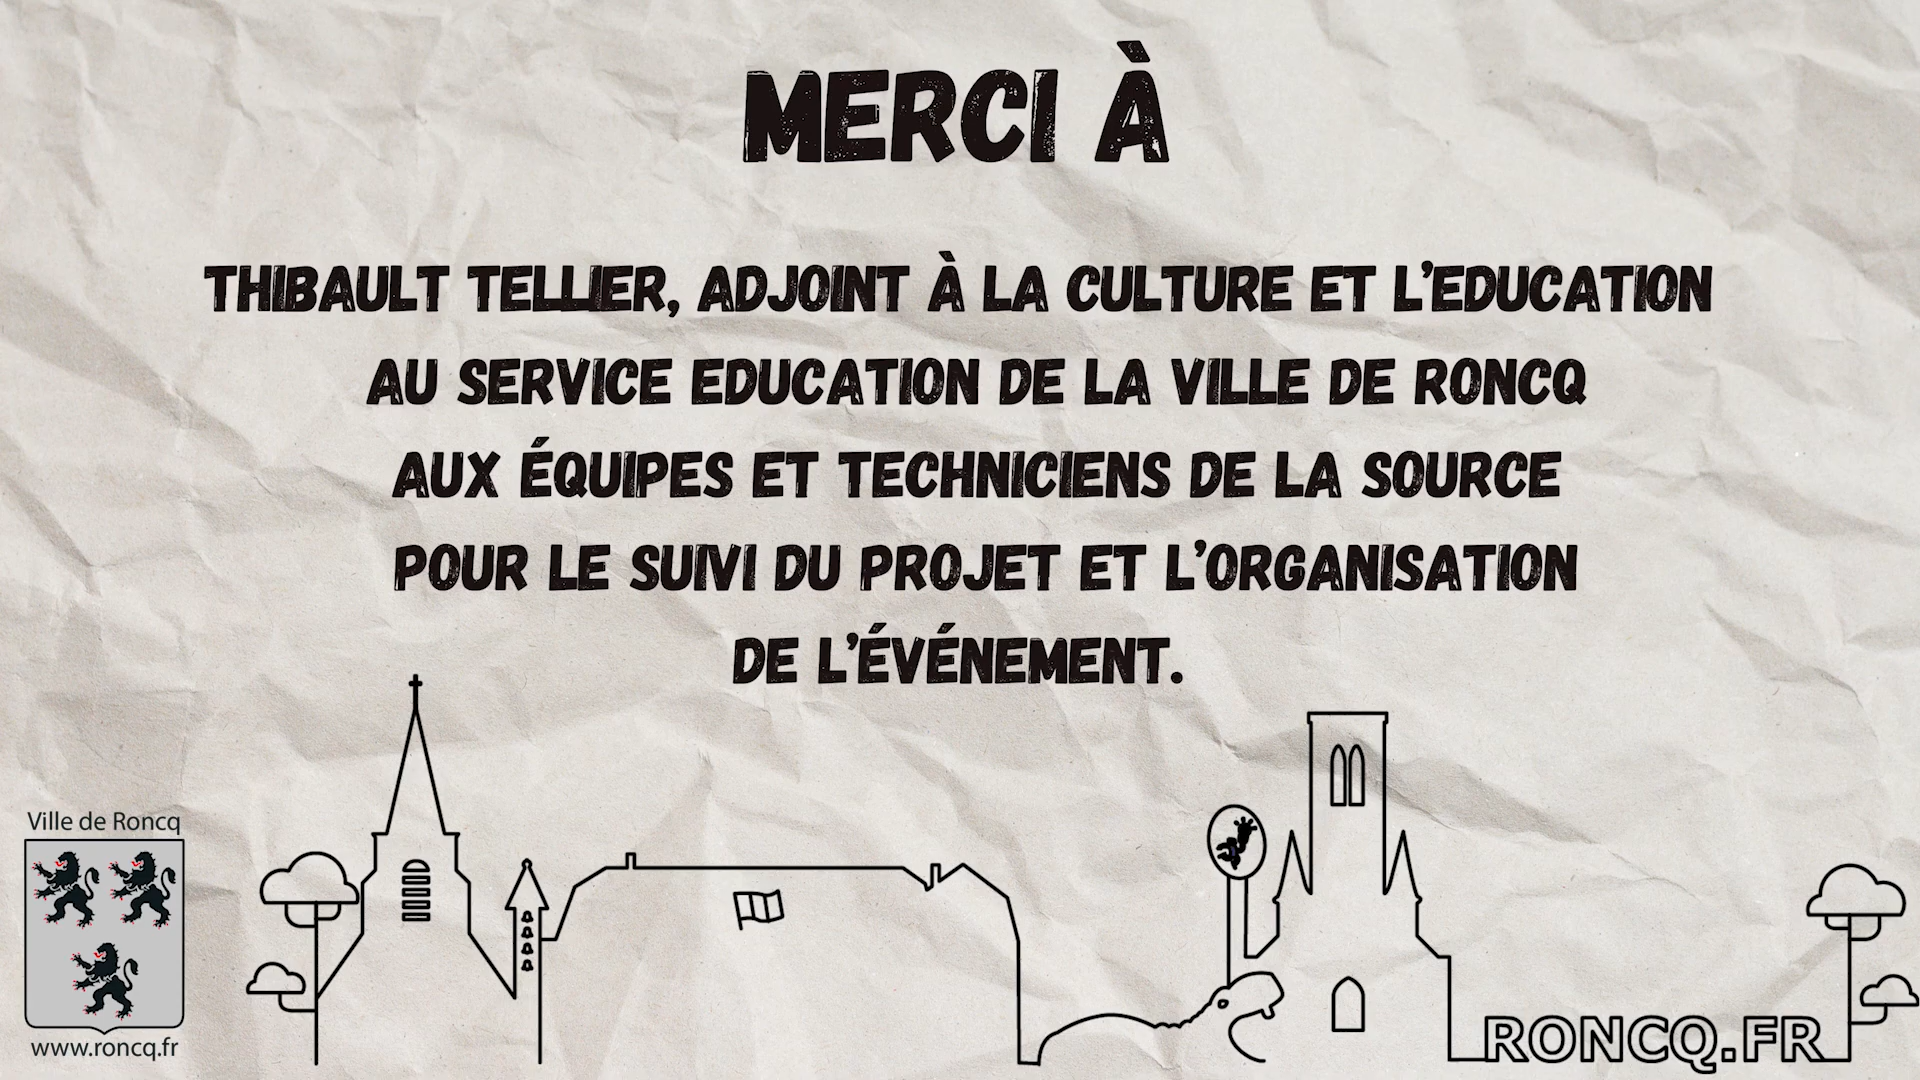 MERCI À
THIBAULT TELLIER, ADJOINT À LA CULTURE ET L'EDUCATION
AU SERVICE EDUCATION DE LA VILLE DE RONCQ
AUX ÉQUIPES ET TECHNICIENS DE LA SOURCE
POUR LE SUIVI DU PROJET ET L'ORGANISATION
DE L'ÉVÉNEMENT.
Ville de Roncq
www.roncq.fr
RONCQ.FR